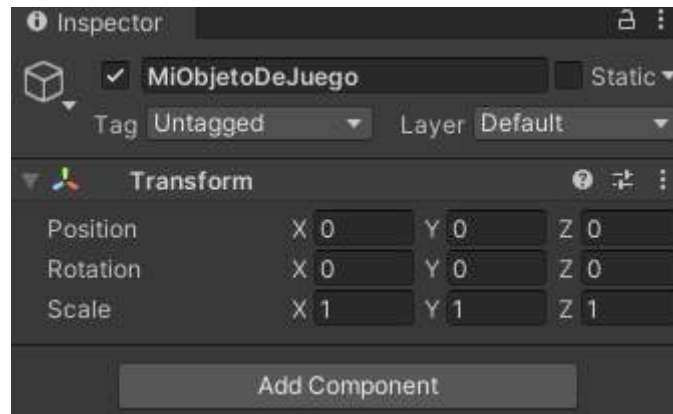 Inspector
MiObjetoDeJuego Static
Tag Untagged Layer Default
Transform
Position X 0 Y 0 Z 0
Rotation X 0 Y 0 Z 0
Scale X 1 Y 1 Z 1
Add Component